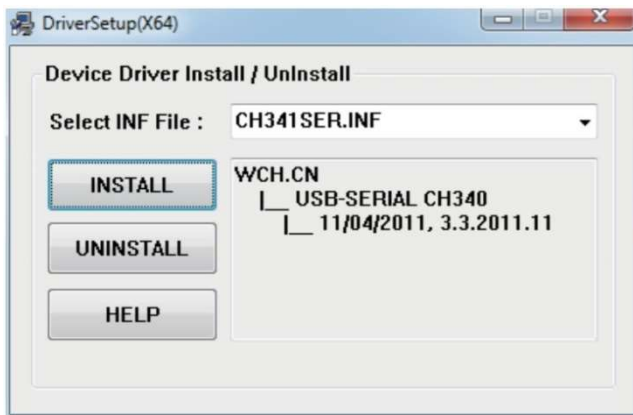 DriverSetup(X64)
Device Driver Install / UnInstall
Select INF File : CH341SER.INF
INSTALL
WCH.CN
|__ USB-SERIAL CH340
|__ 11/04/2011, 3.3.2011.11
UNINSTALL
HELP